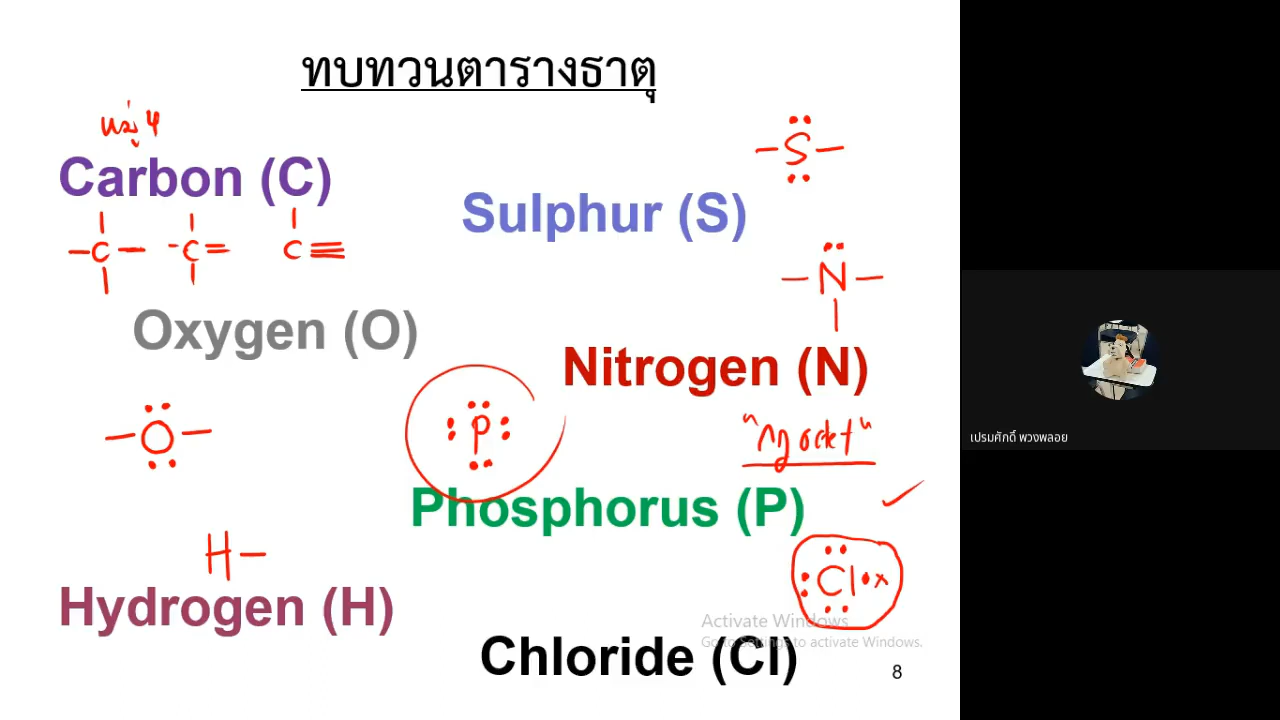 ทบทวนตารางธาตุ
หมู่ 4
Carbon (C)
S
Sulphur (S)
C C C
N
Oxygen (O)
Nitrogen (N)
O
P
"กฎ octet"
เปรมศักดิ์ พวงพลอย
Phosphorus (P)
H
Cl x
Hydrogen (H)
Activate Windows
Go to Settings to activate Windows.
Chloride (Cl)
8